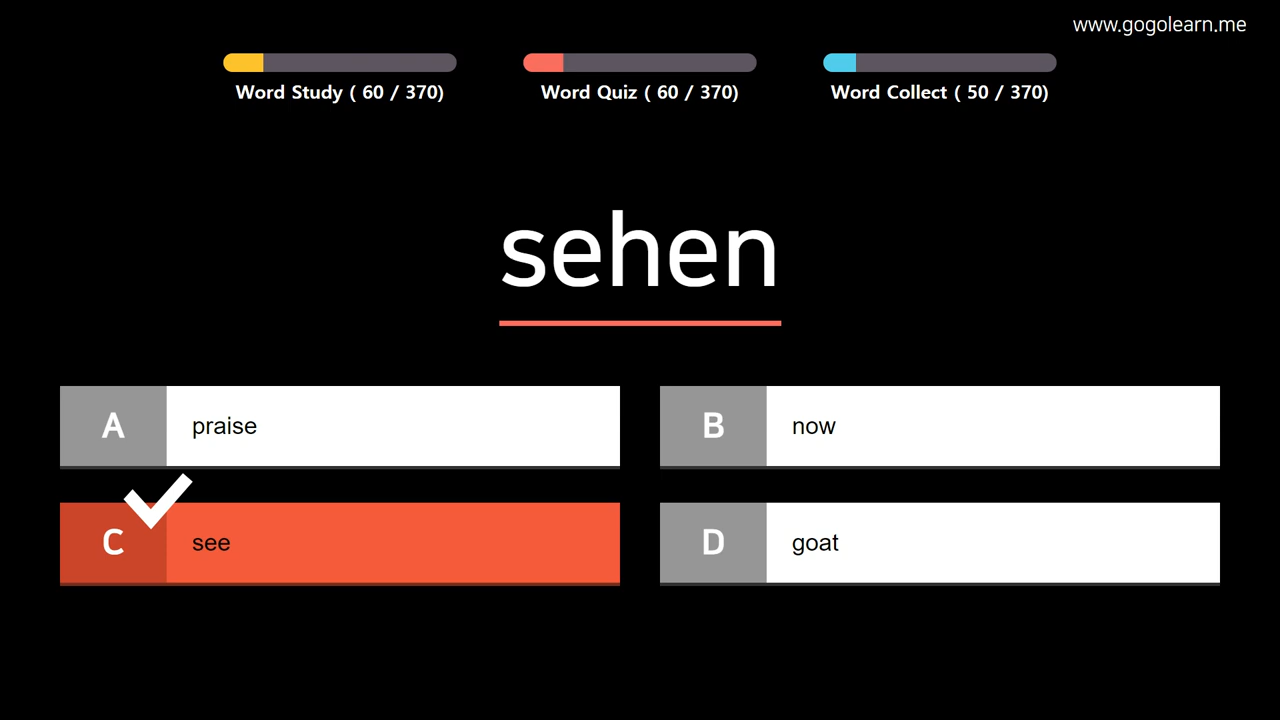 www.gogolearn.me
Word Study ( 60 / 370)
Word Quiz ( 60 / 370)
Word Collect ( 50 / 370)
sehen
A praise
B now
C see
D goat